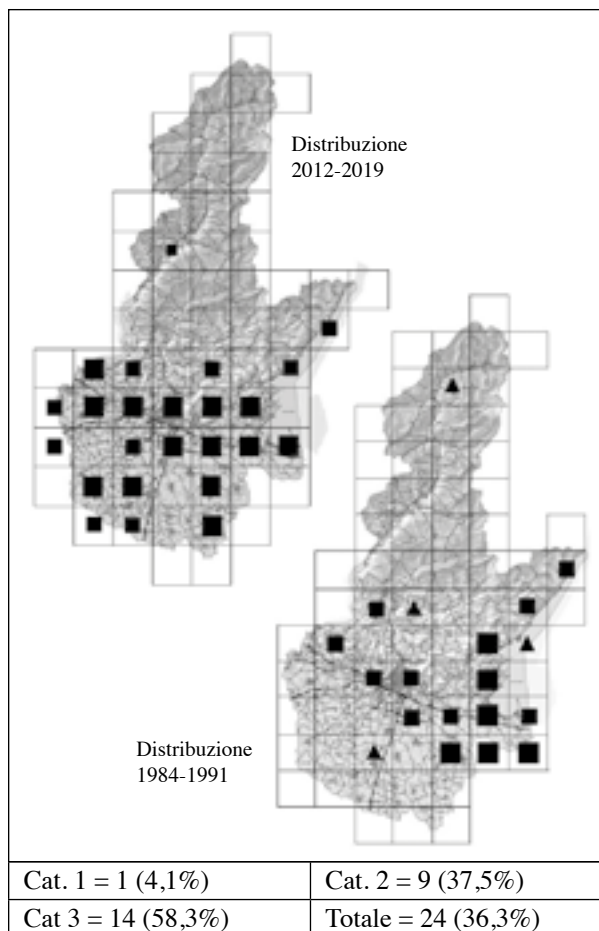 Distribuzione
2012-2019
Distribuzione
1984-1991
Cat. 1 = 1 (4,1%)
Cat. 2 = 9 (37,5%)
Cat 3 = 14 (58,3%)
Totale = 24 (36,3%)